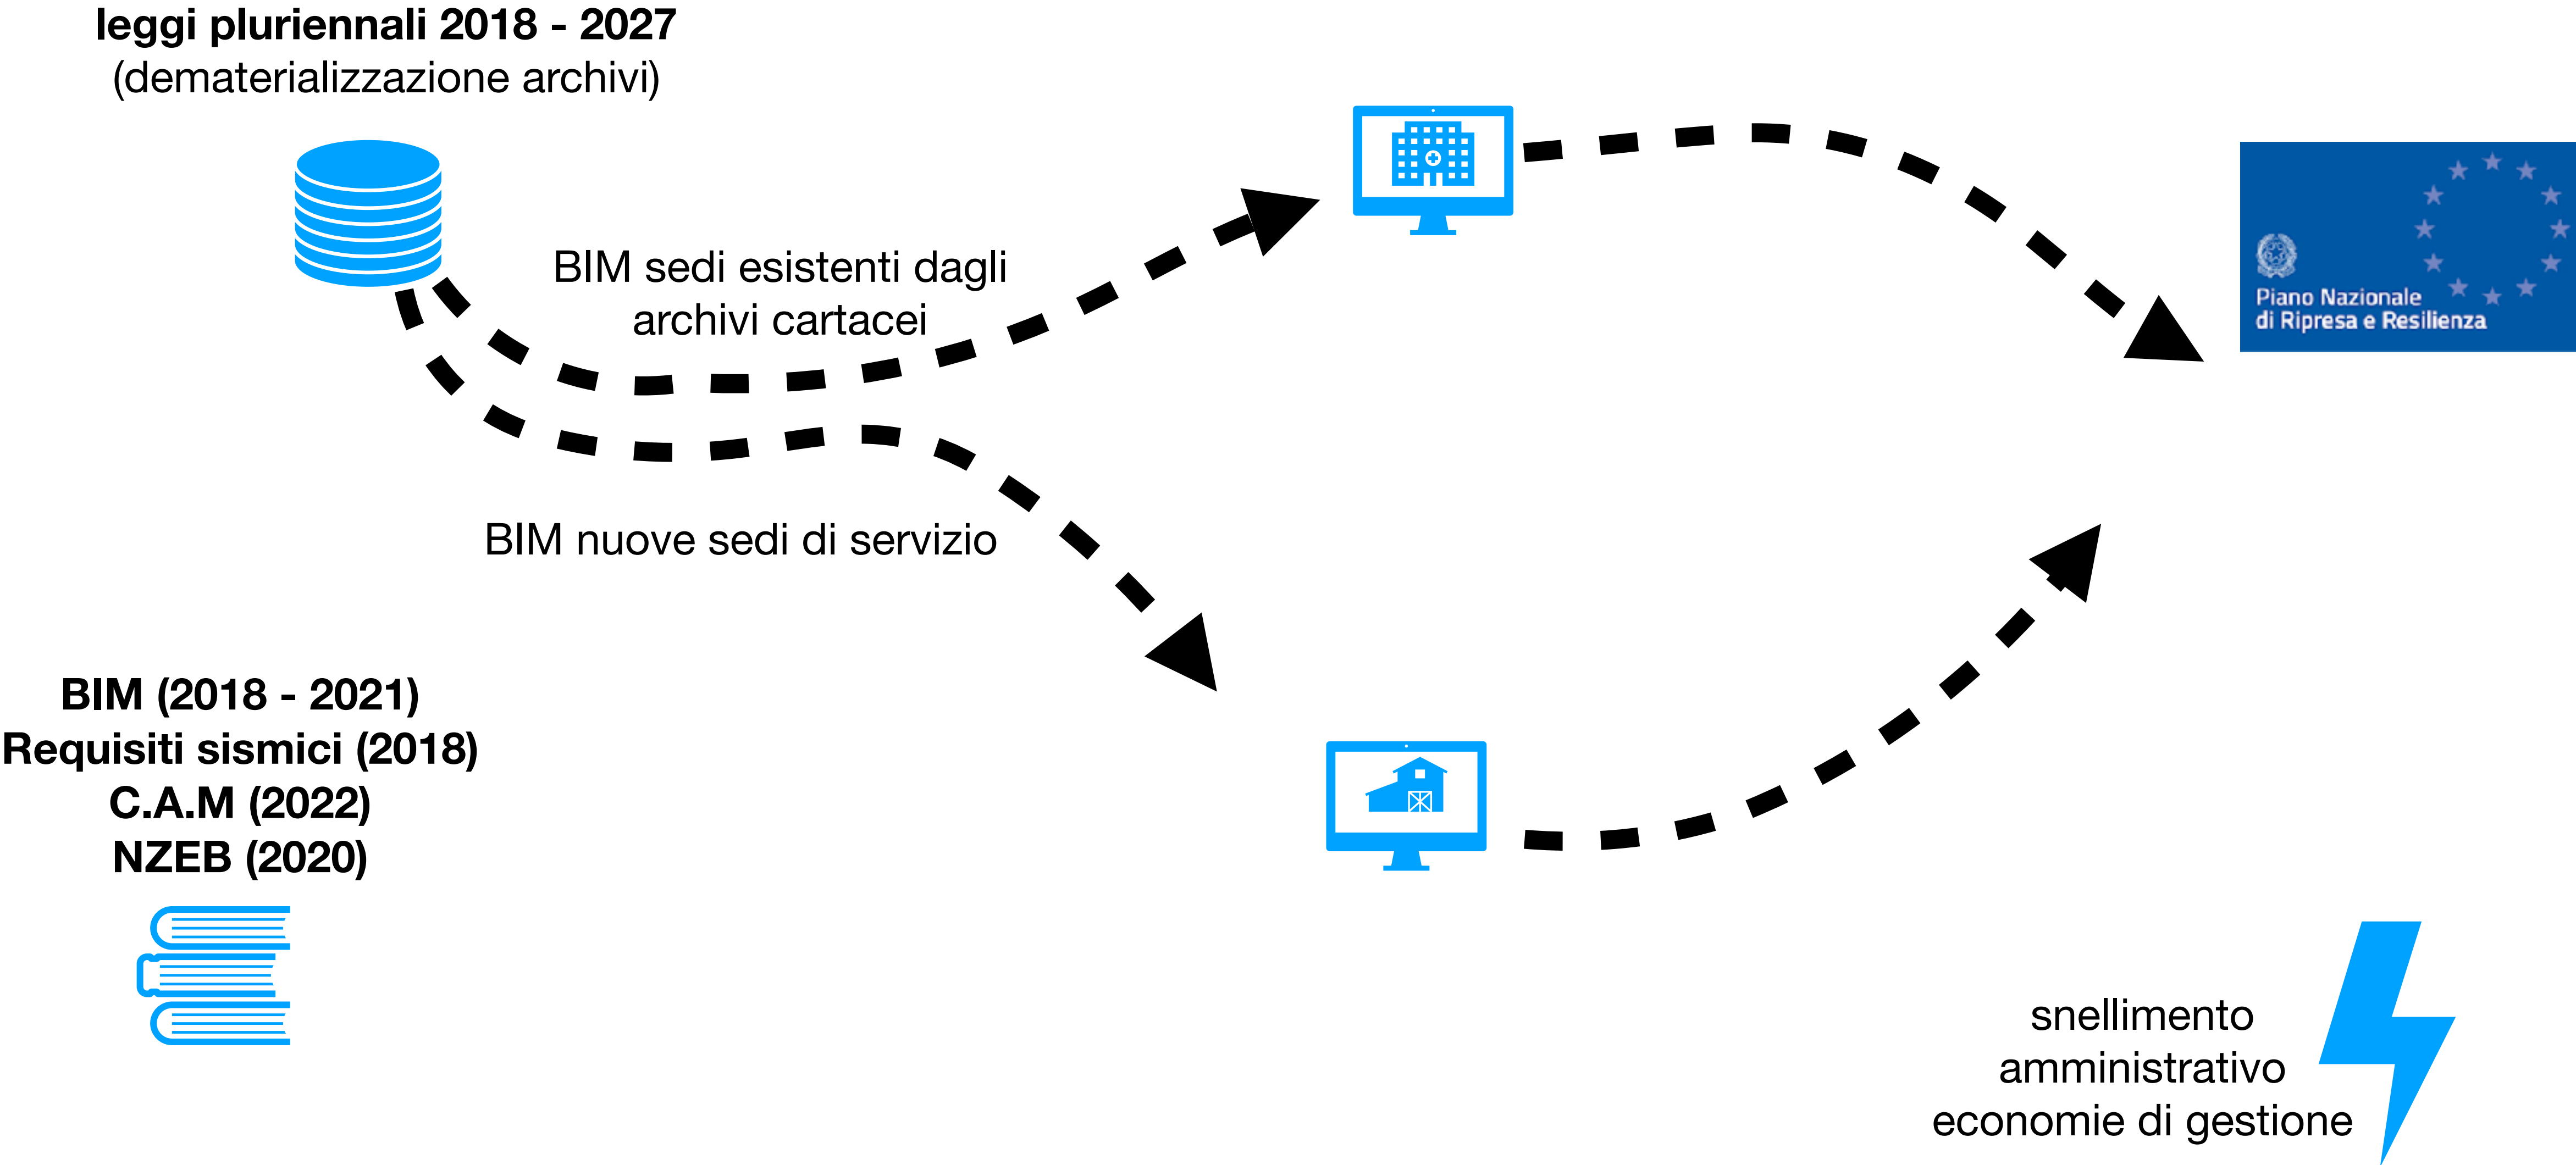 leggi pluriennali 2018 - 2027
(dematerializzazione archivi)
BIM sedi esistenti dagli
archivi cartacei
Piano Nazionale
di Ripresa e Resilienza
BIM nuove sedi di servizio
BIM (2018 - 2021)
Requisiti sismici (2018)
C.A.M (2022)
NZEB (2020)
snellimento
amministrativo
economie di gestione